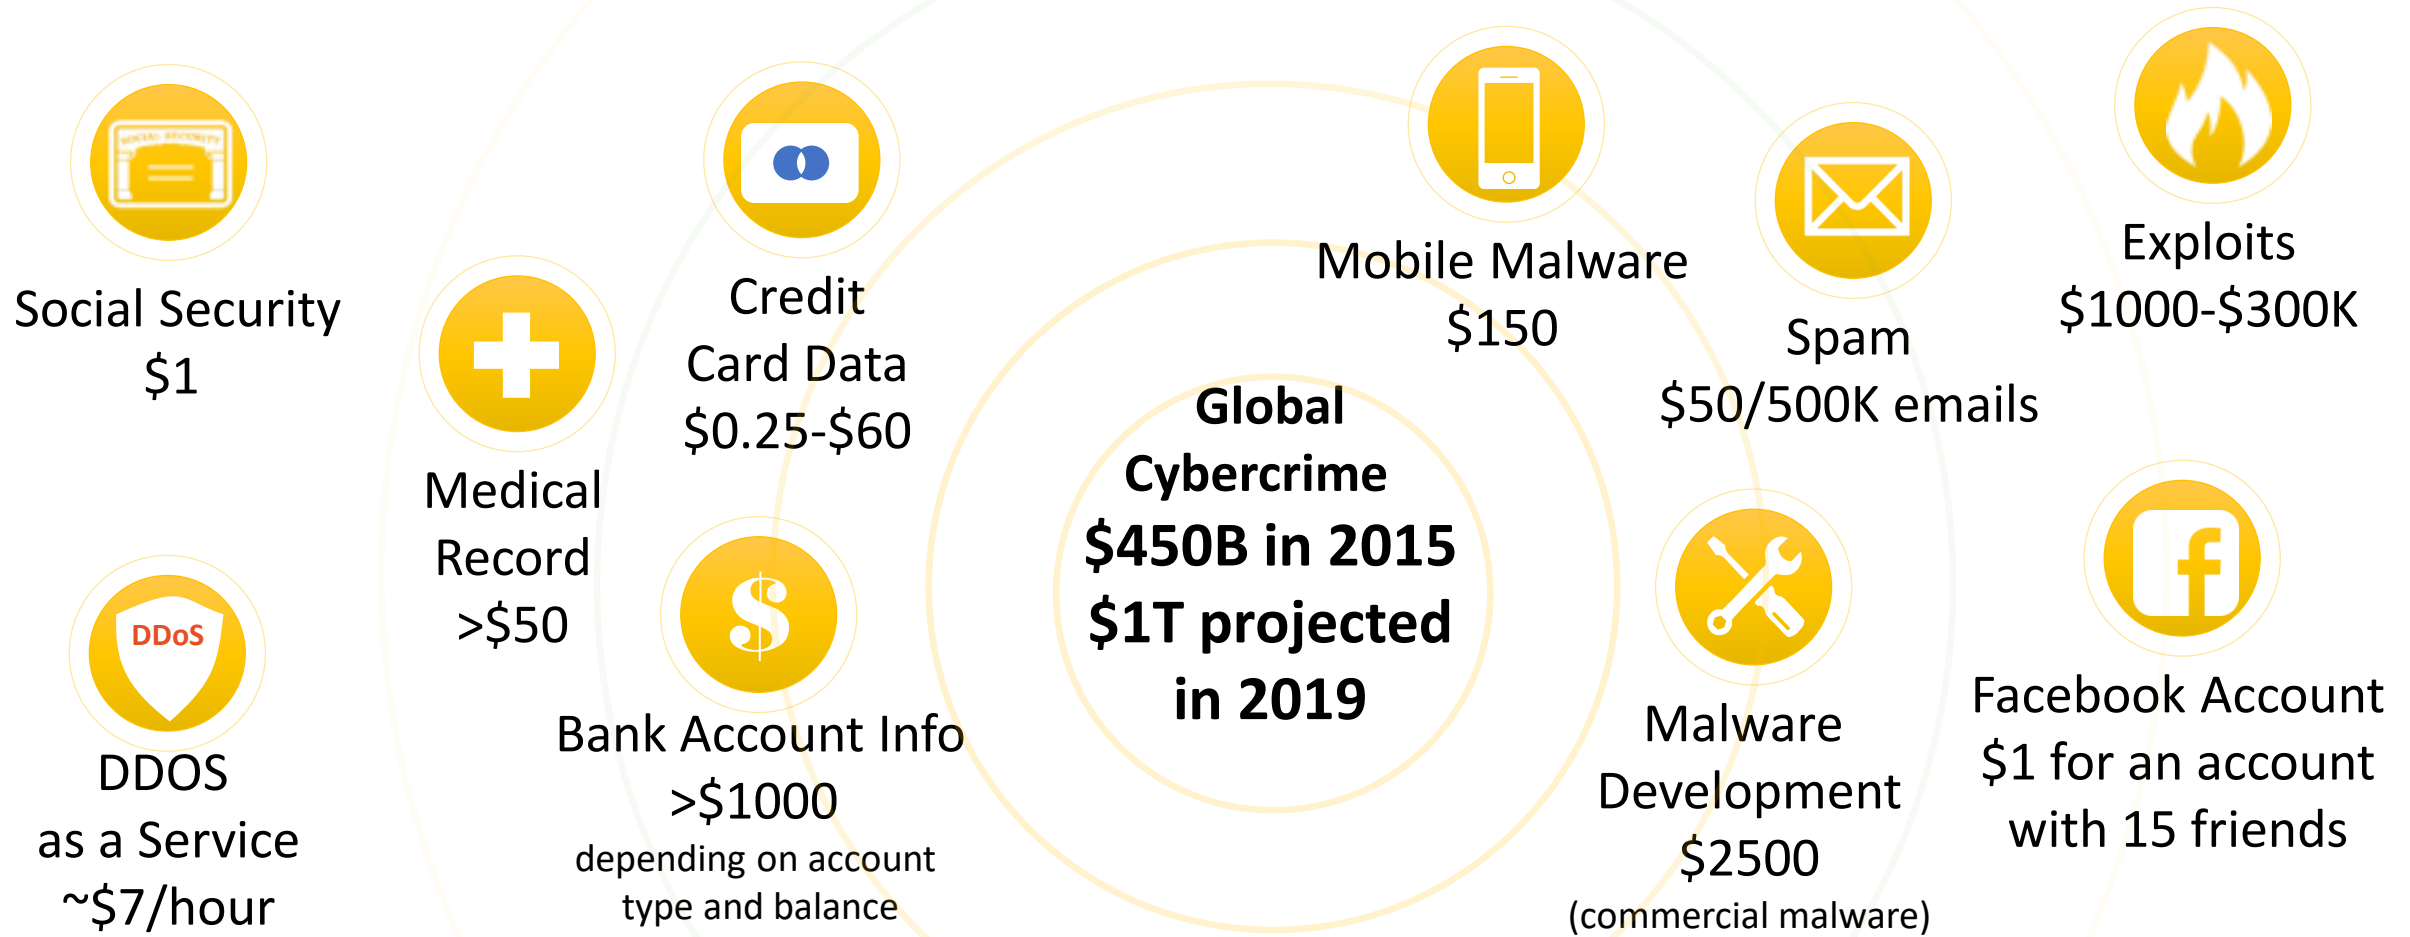 SOCIAL SECURITY
Social Security
$1
Medical
Record
>$50
Credit
Card Data
$0.25-$60
DDoS
DDOS
as a Service
~$7/hour
$
Bank Account Info
>$1000
depending on account
type and balance
Global
Cybercrime
$450B in 2015
$1T projected
in 2019
Mobile Malware
$150
Spam
$50/500K emails
Exploits
$1000-$300K
Malware
Development
$2500
(commercial malware)
f
Facebook Account
$1 for an account
with 15 friends